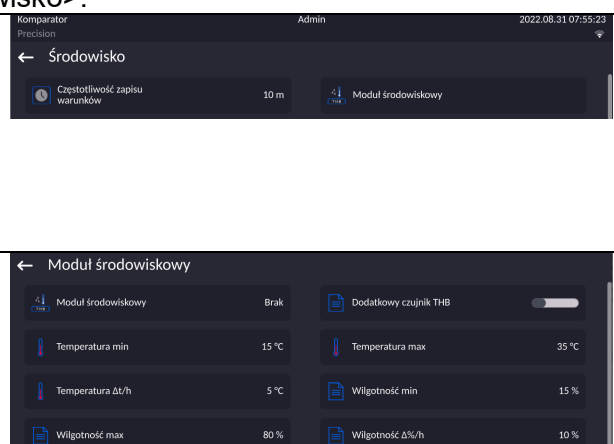 Komparator Admin 2022.08.31 07:55:23
Precision
← Środowisko
Częstotliwość zapisu
warunków 10 m
THB Moduł środowiskowy
← Moduł środowiskowy
THB Moduł środowiskowy Brak Dodatkowy czujnik THB
Temperatura min 15 °C Temperatura max 35 °C
Temperatura Δt/h 5 °C Wilgotność min 15 %
Wilgotność max 80 % Wilgotność Δ%/h 10 %